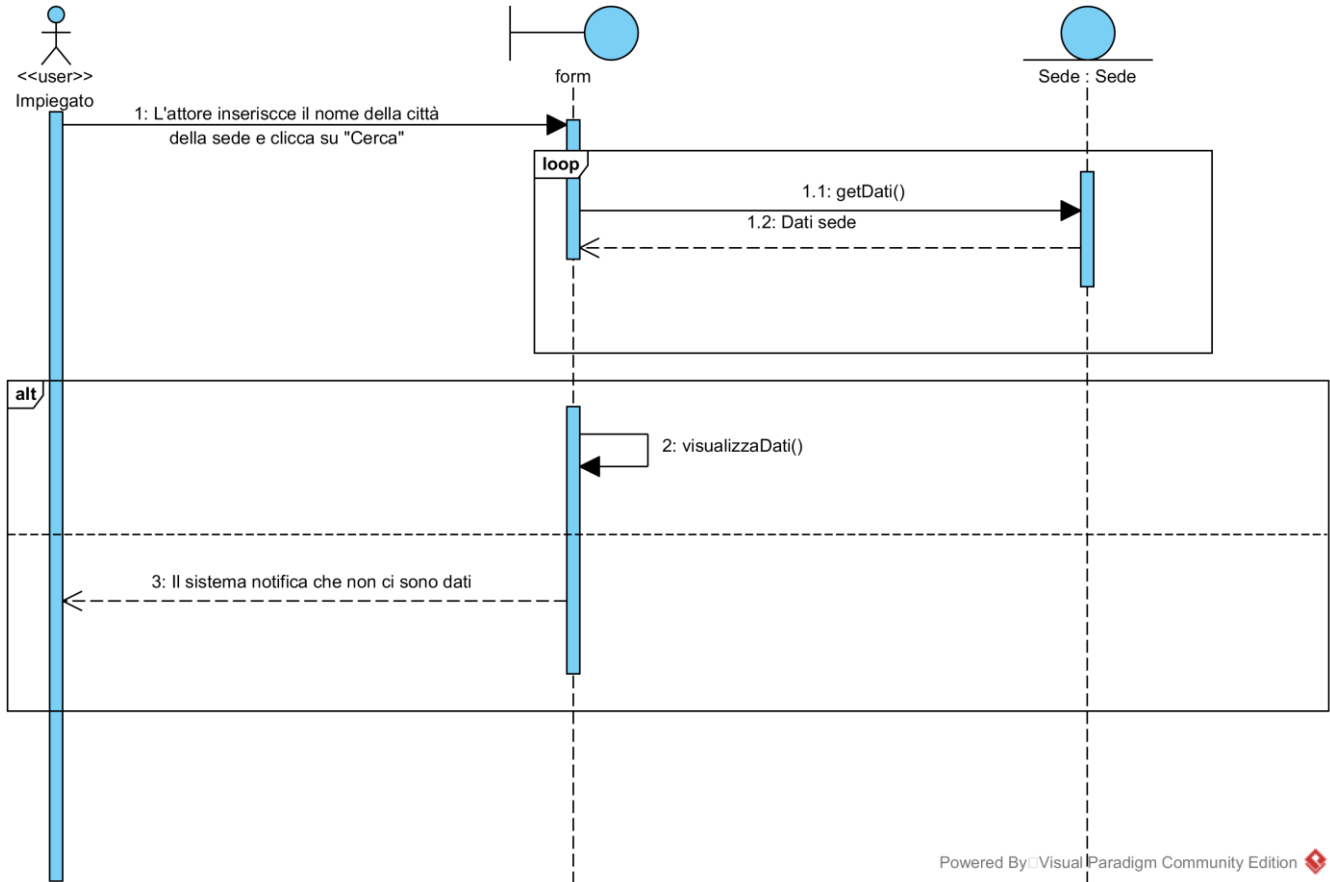 <<user>>
Impiegato
form
Sede : Sede
1: L'attore inseriscce il nome della città
della sede e clicca su "Cerca"
loop
1.1: getDati()
1.2: Dati sede
alt
2: visualizzaDati()
3: Il sistema notifica che non ci sono dati
Powered By Visual Paradigm Community Edition